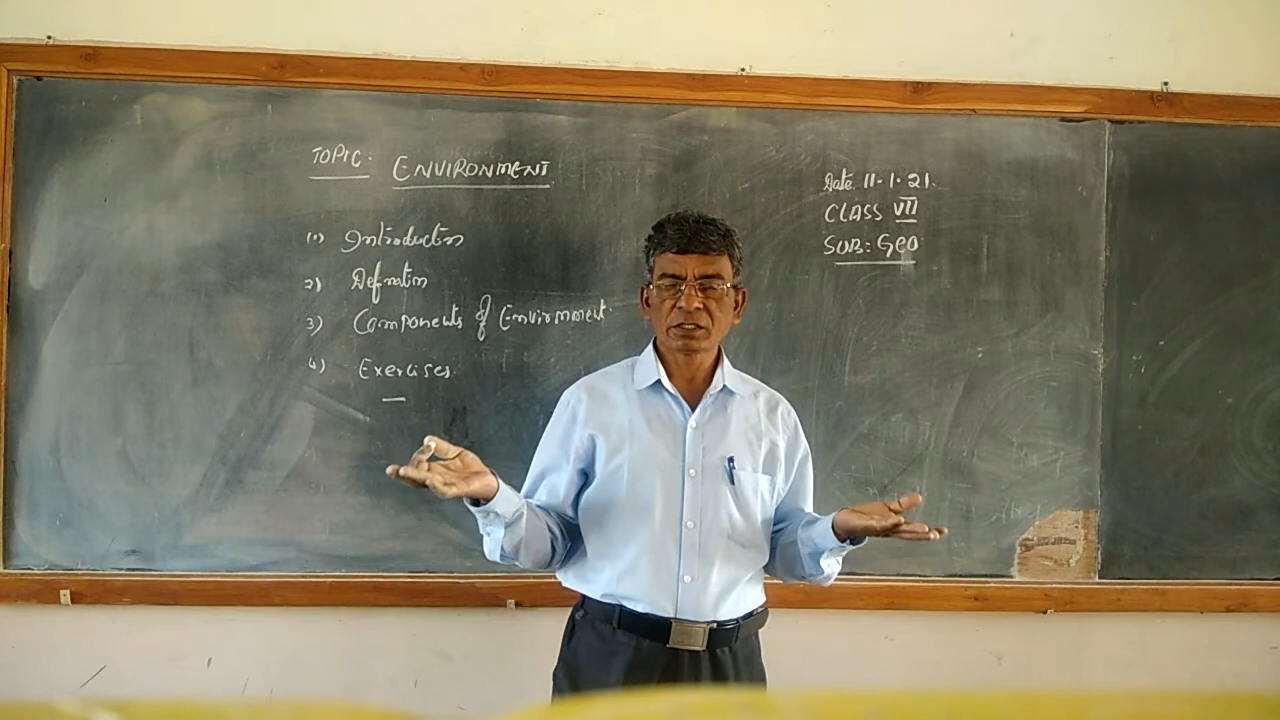 TOPIC: ENVIRONMENT
1) Introduction
2) Definition
3) Components of Environment
4) Exercises
Date 11-1-21.
CLASS VII
SUB: Geo